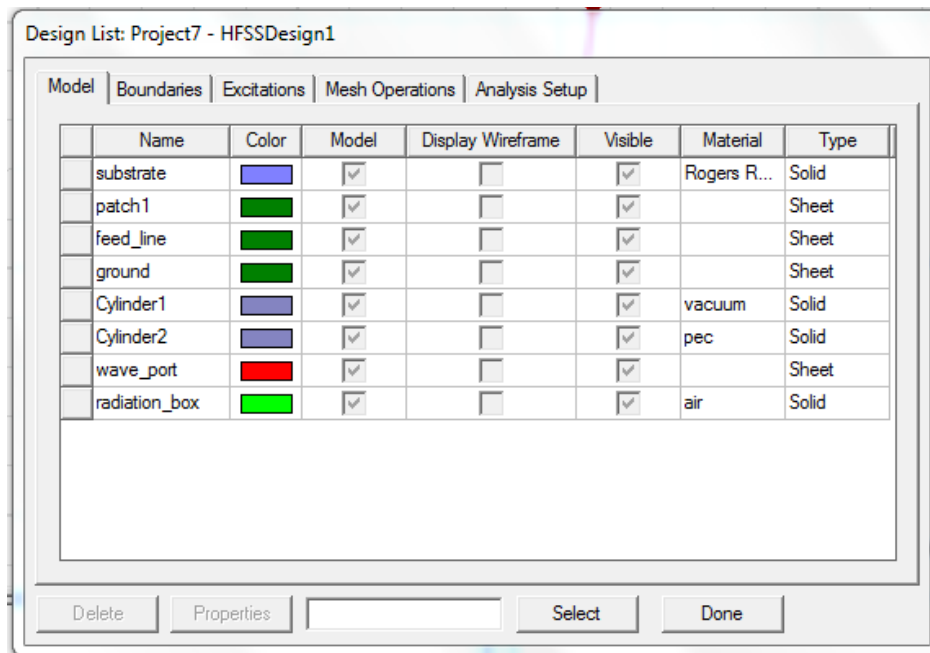 Design List: Project7 - HFSSDesign1
Model Boundaries Excitations Mesh Operations Analysis Setup
Name Color Model Display Wireframe Visible Material Type
substrate Rogers R... Solid
patch1 Sheet
feed_line Sheet
ground Sheet
Cylinder1 vacuum Solid
Cylinder2 pec Solid
wave_port Sheet
radiation_box air Solid
Delete Properties Select Done